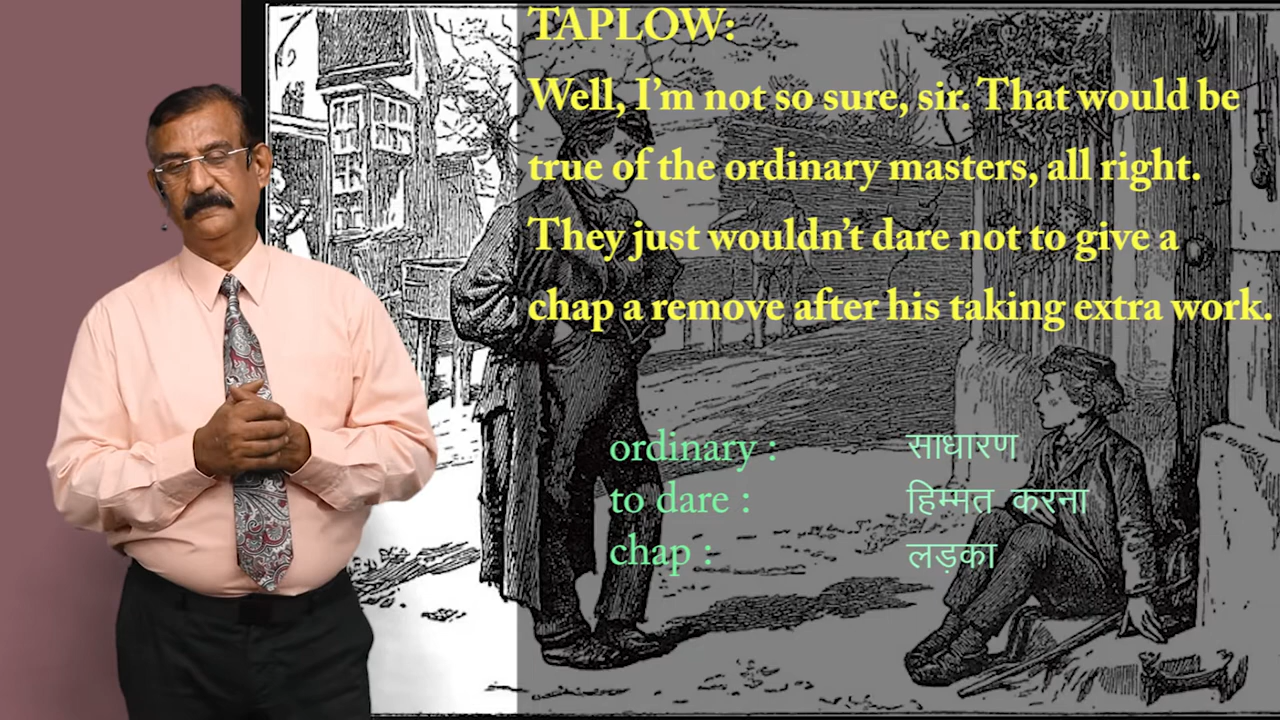 TAPLOW:
Well, I’m not so sure, sir. That would be
true of the ordinary masters, all right.
They just wouldn’t dare not to give a
chap a remove after his taking extra work.
ordinary : साधारण
to dare : हिम्मत करना
chap : लड़का